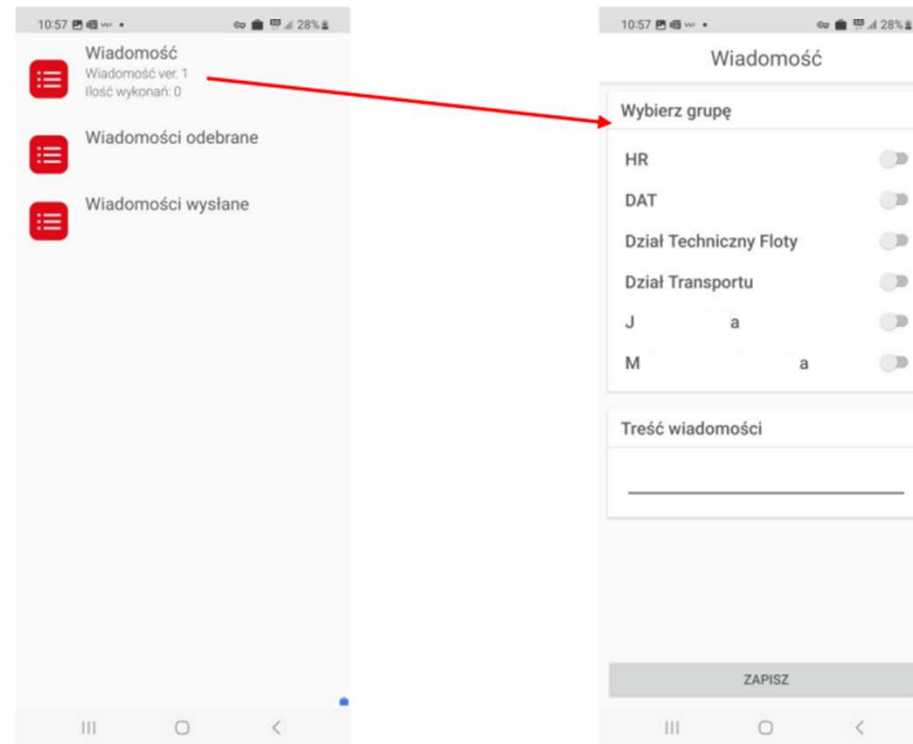 10:57
28%
Wiadomość
Wiadomość ver. 1
Ilość wykonań: 0
Wiadomości odebrane
Wiadomości wysłane
10:57
28%
Wiadomość
Wybierz grupę
HR
DAT
Dział Techniczny Floty
Dział Transportu
J a
M a
Treść wiadomości
ZAPISZ